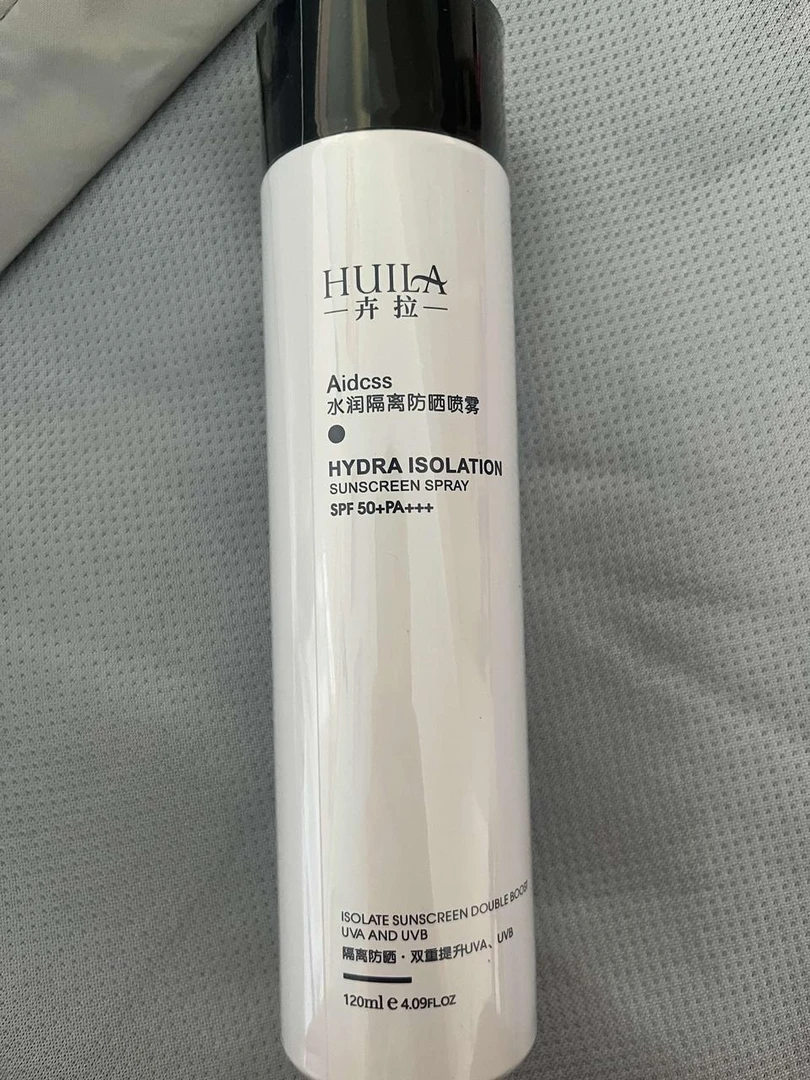 HUILA
—卉拉—
Aidcss
水润隔离防晒喷雾
HYDRA ISOLATION
SUNSCREEN SPRAY
SPF 50+PA+++
ISOLATE SUNSCREEN DOUBLE BOOST
UVA AND UVB
隔离防晒·双重提升UVA、UVB
120ml e 4.09FL.OZ